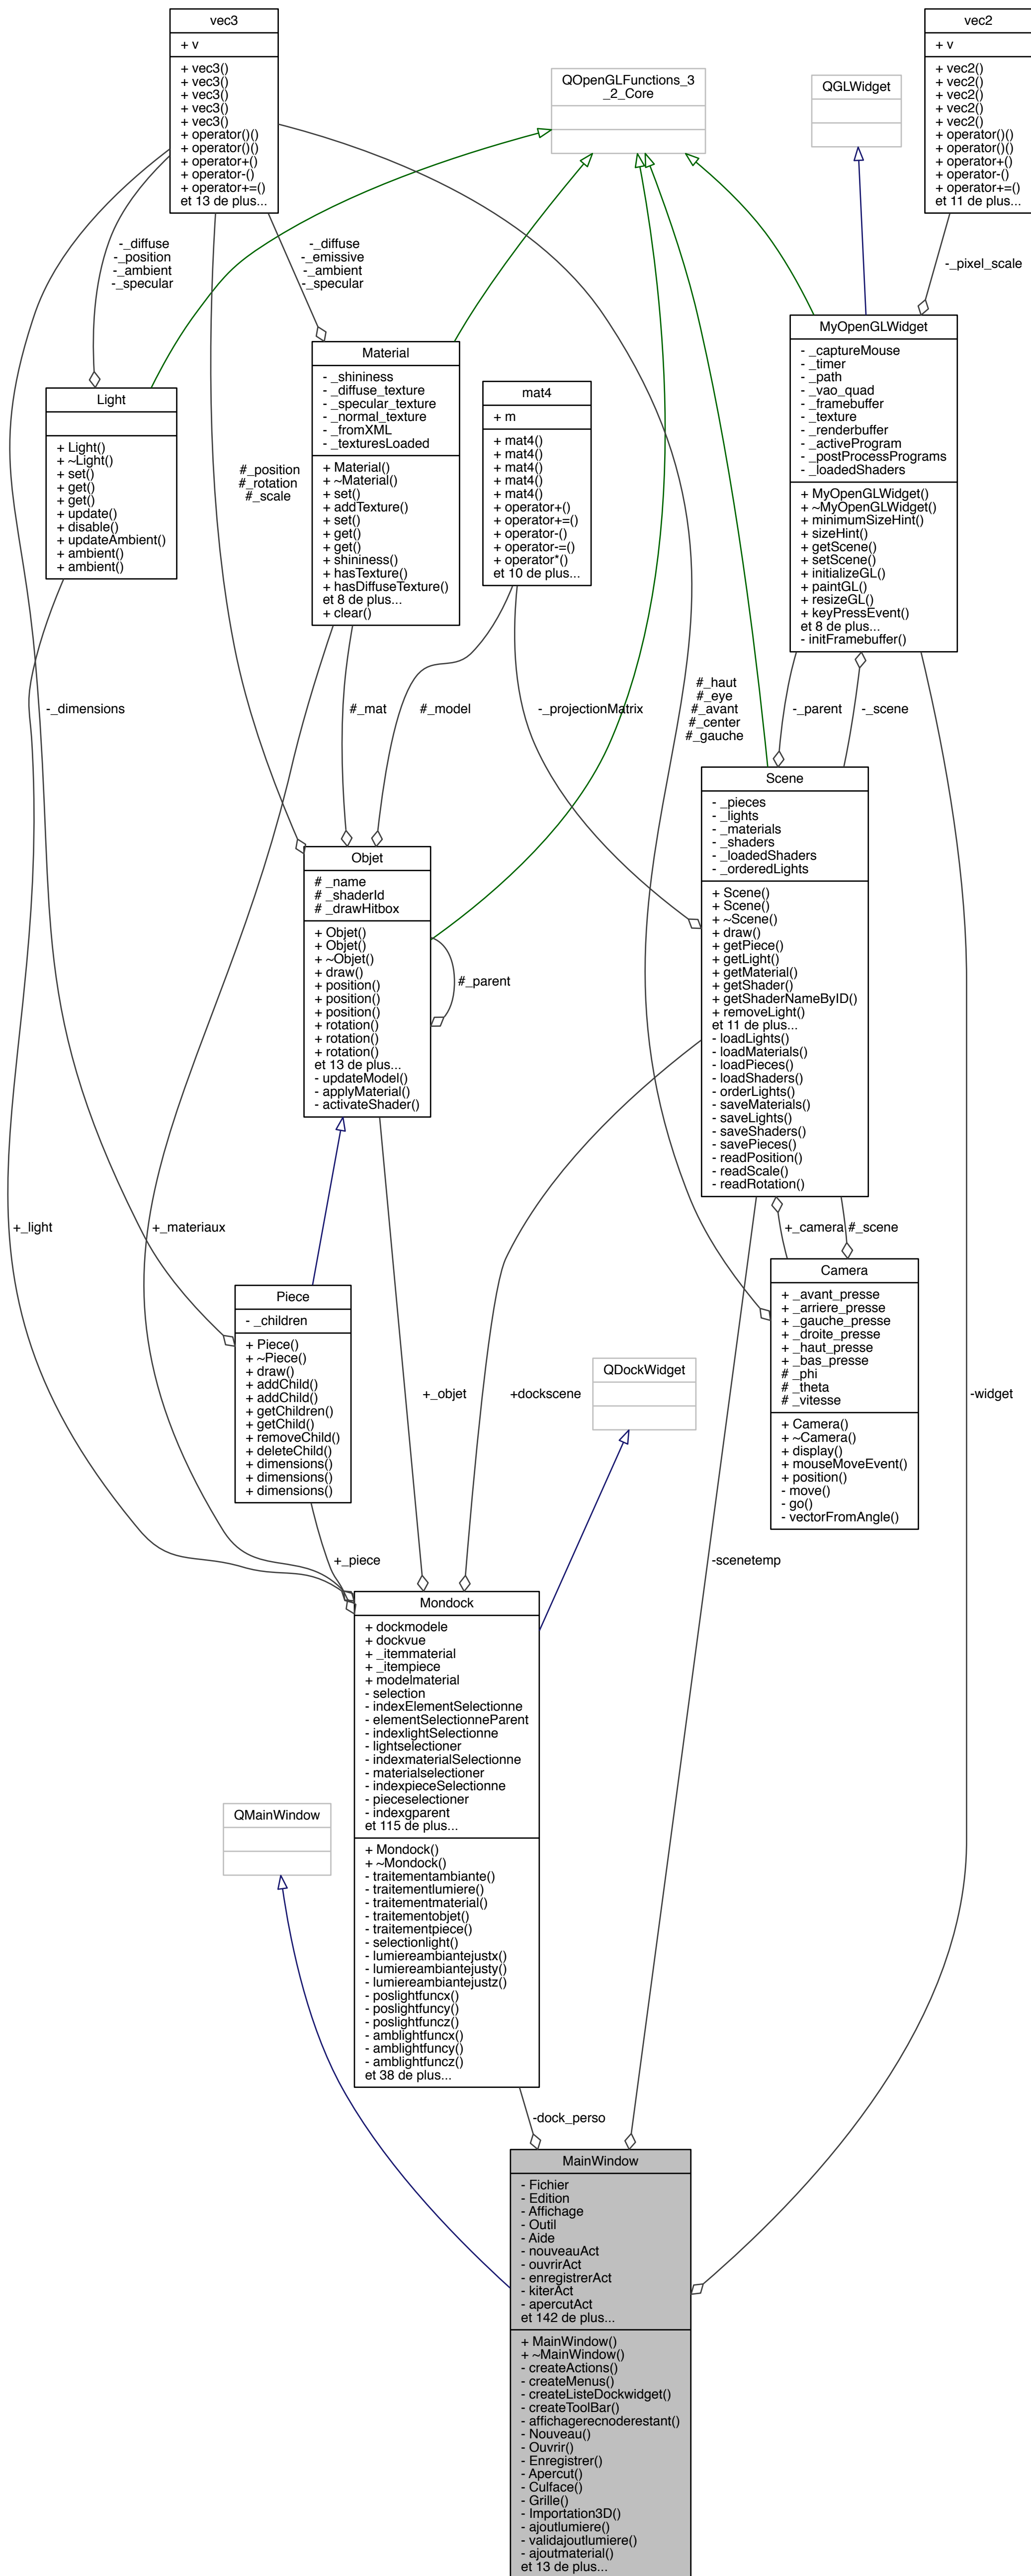 vec3
+ v
+ vec3()
+ vec3()
+ vec3()
+ vec3()
+ vec3()
+ operator()()
+ operator()()
+ operator+()
+ operator-()
+ operator+=()
et 13 de plus...
QOpenGLFunctions_3
_2_Core
QGLWidget
vec2
+ v
+ vec2()
+ vec2()
+ vec2()
+ vec2()
+ vec2()
+ operator()()
+ operator()()
+ operator+()
+ operator-()
+ operator+=()
et 11 de plus...
-_diffuse
-_position
-_ambient
-_specular
-_diffuse
-_emissive
-_ambient
-_specular
-_pixel_scale
Light
+ Light()
+ ~Light()
+ set()
+ get()
+ get()
+ update()
+ disable()
+ updateAmbient()
+ ambient()
+ ambient()
#_position
#_rotation
#_scale
Material
- _shininess
- _diffuse_texture
- _specular_texture
- _normal_texture
- _fromXML
- _texturesLoaded
+ Material()
+ ~Material()
+ set()
+ addTexture()
+ set()
+ get()
+ get()
+ shininess()
+ hasTexture()
+ hasDiffuseTexture()
et 8 de plus...
+ clear()
mat4
+ m
+ mat4()
+ mat4()
+ mat4()
+ mat4()
+ mat4()
+ operator+()
+ operator+=()
+ operator-()
+ operator-=()
+ operator*()
et 10 de plus...
MyOpenGLWidget
- _captureMouse
- _timer
- _path
- _vao_quad
- _framebuffer
- _texture
- _renderbuffer
- _activeProgram
- _postProcessPrograms
- _loadedShaders
+ MyOpenGLWidget()
+ ~MyOpenGLWidget()
+ minimumSizeHint()
+ sizeHint()
+ getScene()
+ setScene()
+ initializeGL()
+ paintGL()
+ resizeGL()
+ keyPressEvent()
et 8 de plus...
- initFramebuffer()
-_dimensions
#_mat
#_model
-_projectionMatrix
#_haut
#_eye
#_avant
#_center
#_gauche
-_parent
-_scene
Objet
# _name
# _shaderId
# _drawHitbox
+ Objet()
+ Objet()
+ ~Objet()
+ draw()
+ position()
+ position()
+ position()
+ rotation()
+ rotation()
+ rotation()
et 13 de plus...
- updateModel()
- applyMaterial()
- activateShader()
#_parent
Scene
- _pieces
- _lights
- _materials
- _shaders
- _loadedShaders
- _orderedLights
+ Scene()
+ Scene()
+ ~Scene()
+ draw()
+ getPiece()
+ getLight()
+ getMaterial()
+ getShader()
+ getShaderNameByID()
+ removeLight()
et 11 de plus...
- loadLights()
- loadMaterials()
- loadPieces()
- loadShaders()
- orderLights()
- saveMaterials()
- saveLights()
- saveShaders()
- savePieces()
- readPosition()
- readScale()
- readRotation()
+_light
+_materiaux
+_camera
#_scene
Piece
- _children
+ Piece()
+ ~Piece()
+ draw()
+ addChild()
+ addChild()
+ getChildren()
+ getChild()
+ removeChild()
+ deleteChild()
+ dimensions()
+ dimensions()
+ dimensions()
Camera
+ _avant_presse
+ _arriere_presse
+ _gauche_presse
+ _droite_presse
+ _haut_presse
+ _bas_presse
# _phi
# _theta
# _vitesse
+ Camera()
+ ~Camera()
+ display()
+ mouseMoveEvent()
+ position()
- move()
- go()
- vectorFromAngle()
+_objet
+dockscene
QDockWidget
-widget
+_piece
-scenetemp
Mondock
+ dockmodele
+ dockvue
+ _itemmaterial
+ _itempiece
+ modelmaterial
- selection
- indexElementSelectionne
- elementSelectionneParent
- indexlightSelectionne
- lightselectioner
- indexmaterialSelectionne
- materialselectioner
- indexpieceSelectionne
- pieceselectioner
- indexgparent
et 115 de plus...
+ Mondock()
+ ~Mondock()
- traitementambiante()
- traitementlumiere()
- traitementmaterial()
- traitementobjet()
- traitementpiece()
- selectionlight()
- lumiereambiantejustx()
- lumiereambiantejusty()
- lumiereambiantejustz()
- poslightfuncx()
- poslightfuncy()
- poslightfuncz()
- amblightfuncx()
- amblightfuncy()
- amblightfuncz()
et 38 de plus...
QMainWindow
-dock_perso
MainWindow
- Fichier
- Edition
- Affichage
- Outil
- Aide
- nouveauAct
- ouvrirAct
- enregistrerAct
- kiterAct
- apercutAct
et 142 de plus...
+ MainWindow()
+ ~MainWindow()
- createActions()
- createMenus()
- createListeDockwidget()
- createToolBar()
- affichagerecnoderestant()
- Nouveau()
- Ouvrir()
- Enregistrer()
- Apercut()
- Culface()
- Grille()
- Importation3D()
- ajoutlumiere()
- validajoutlumiere()
- ajoutmaterial()
et 13 de plus...